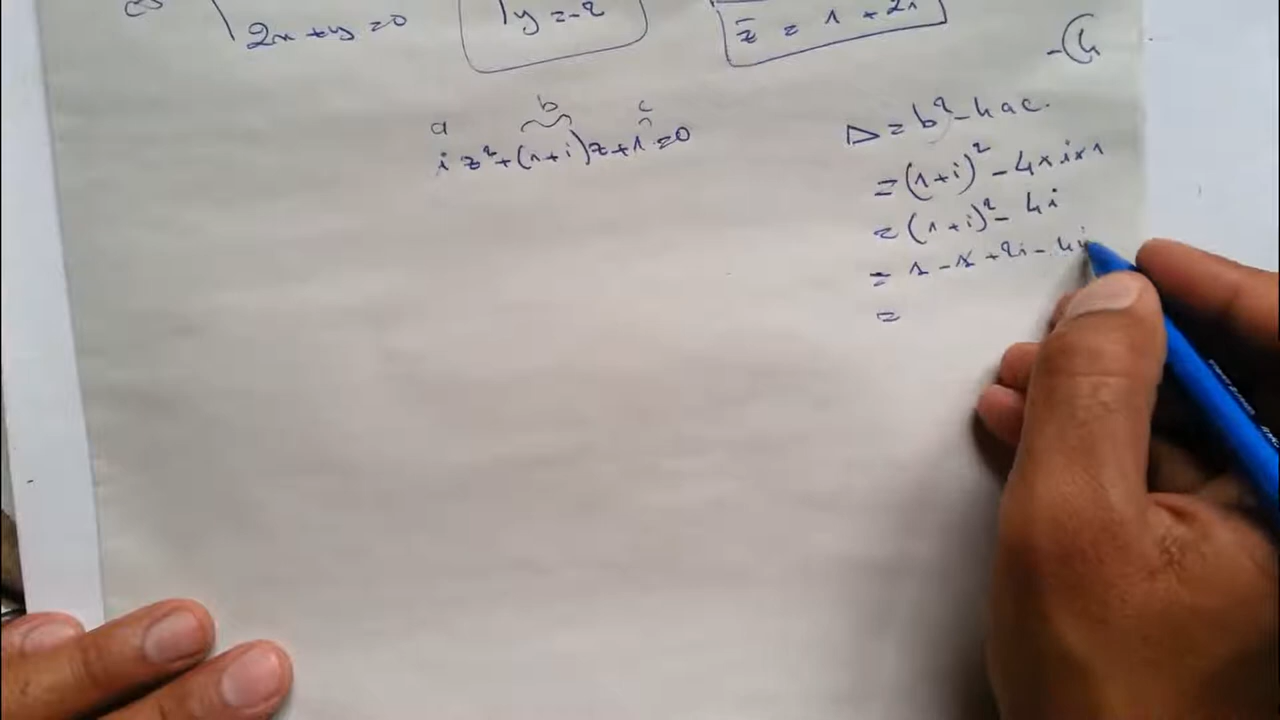 2x + y = 0
y = -2
z̄ = 1 + 2i
a b c
i z² + (1+i)z + 1 = 0
Δ = b² - 4ac.
= (1+i)² - 4×i×1
= (1+i)² - 4i
= 1 - 1 + 2i - 4i
=